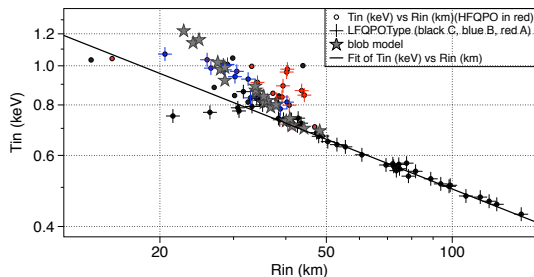 Tin (keV) vs Rin (km)(HFQPO in red)
LFQPOType (black C, blue B, red A)
blob model
Fit of Tin (keV) vs Rin (km)
Tin (keV)
1.2
1.0
0.8
0.6
0.4
20
50
100
Rin (km)